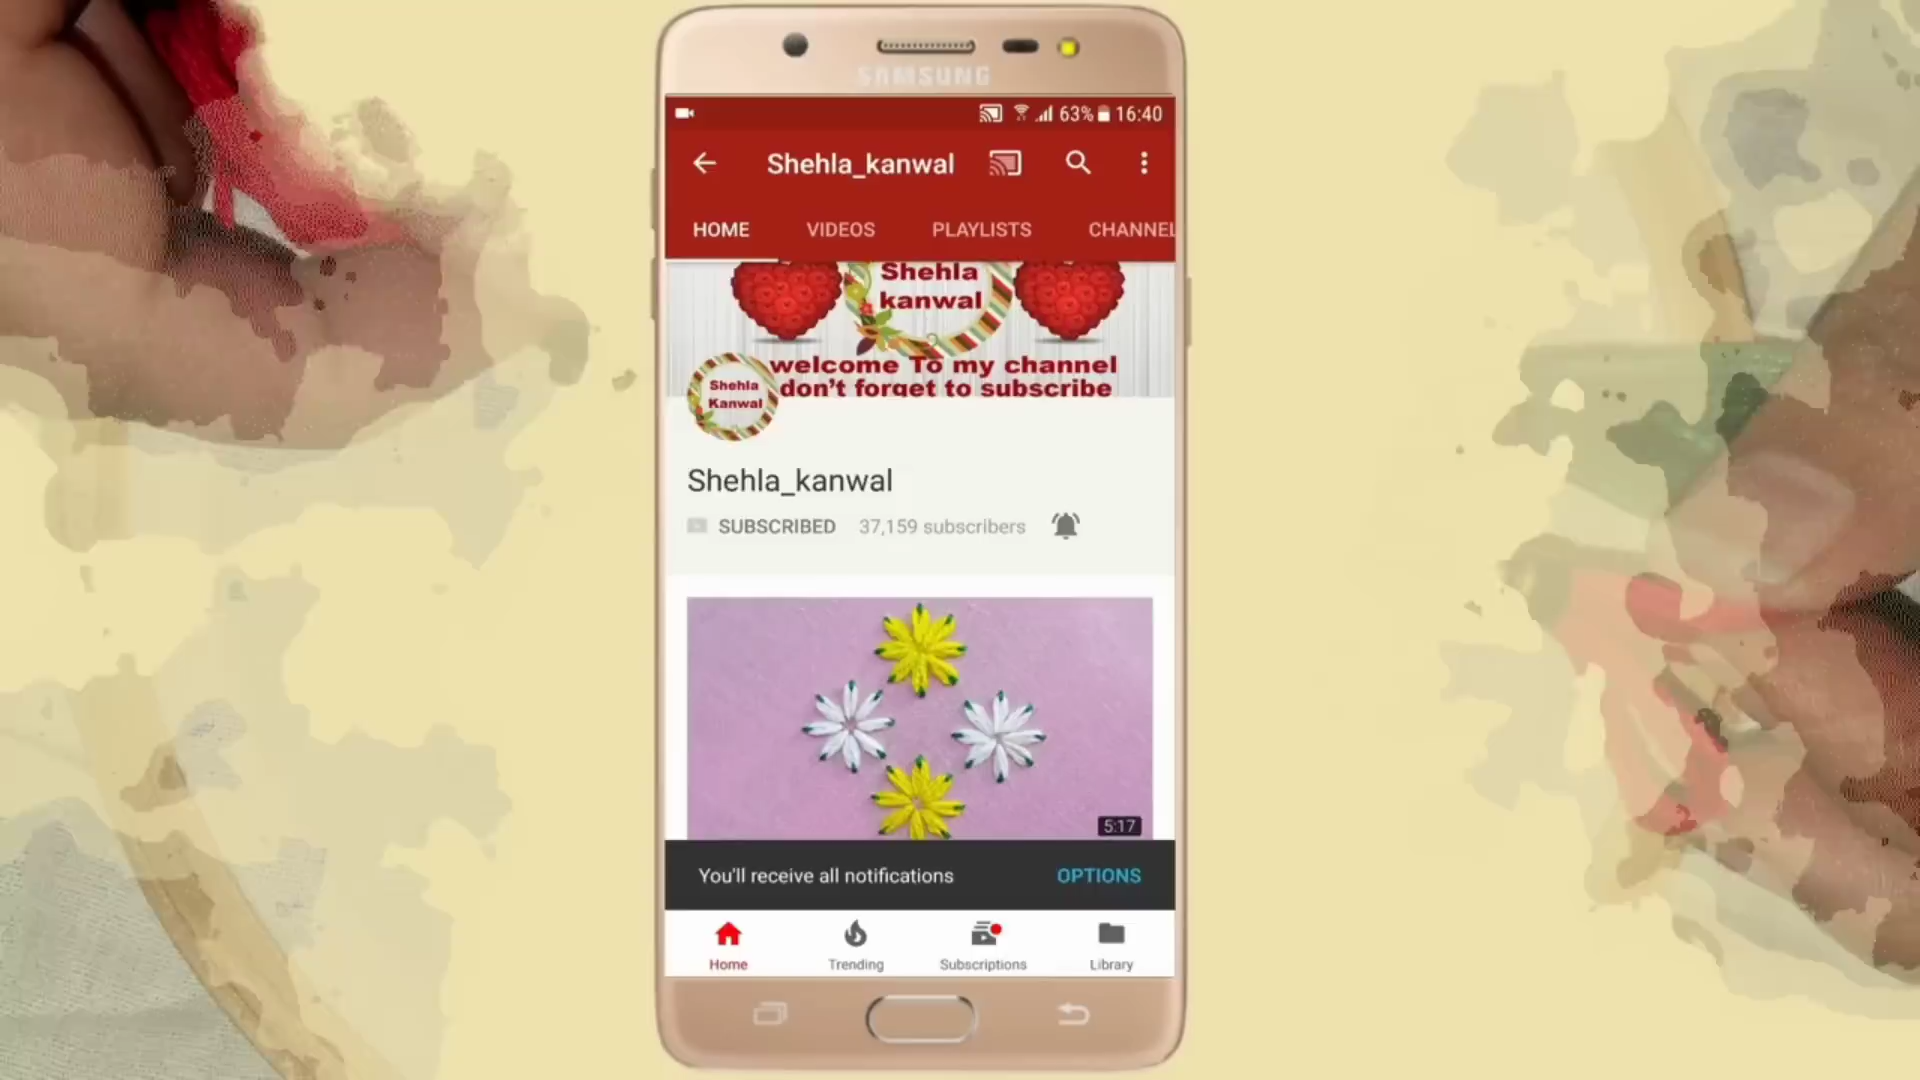 SAMSUNG
63% 16:40
Shehla_kanwal
HOME VIDEOS PLAYLISTS CHANNEL
Shehla
kanwal
welcome To my channel
don't forget to subscribe
Shehla
Kanwal
Shehla_kanwal
SUBSCRIBED 37,159 subscribers
5:17
You'll receive all notifications OPTIONS
Home Trending Subscriptions Library